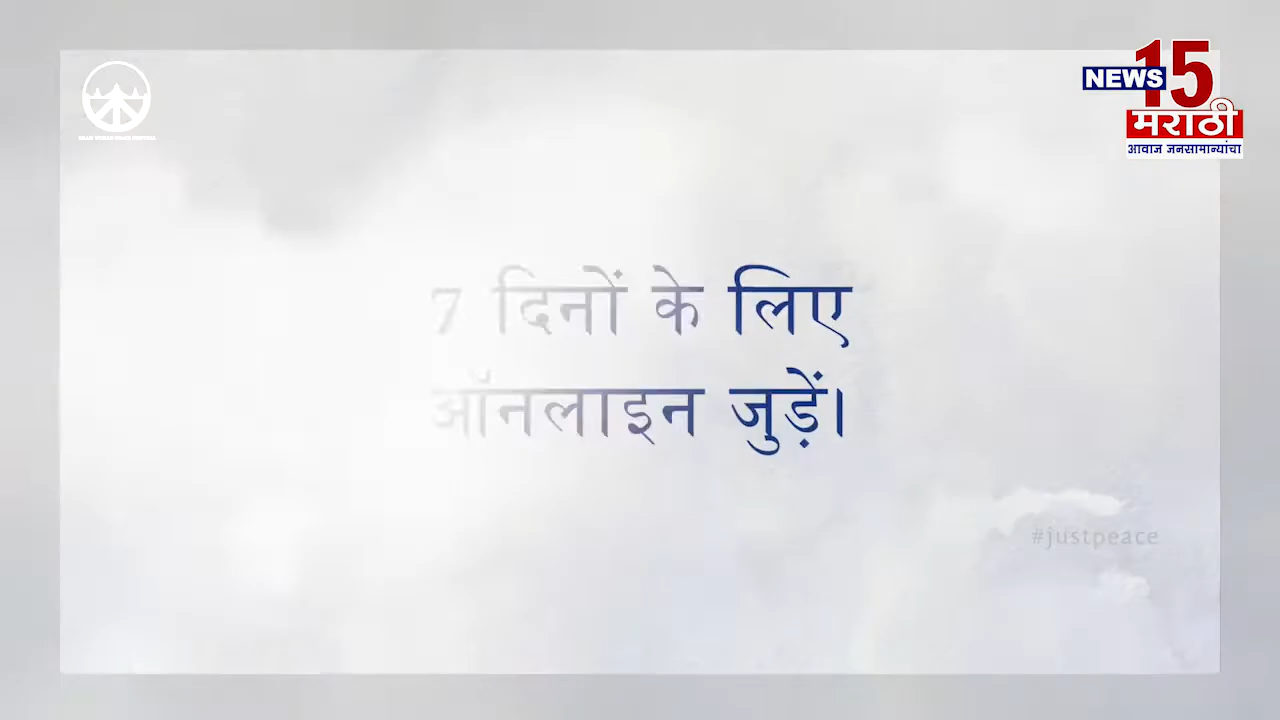 NEWS 15
मराठी
आवाज जनसामान्यांचा
7 दिनों के लिए
ऑनलाइन जुड़ें।
#justpeace